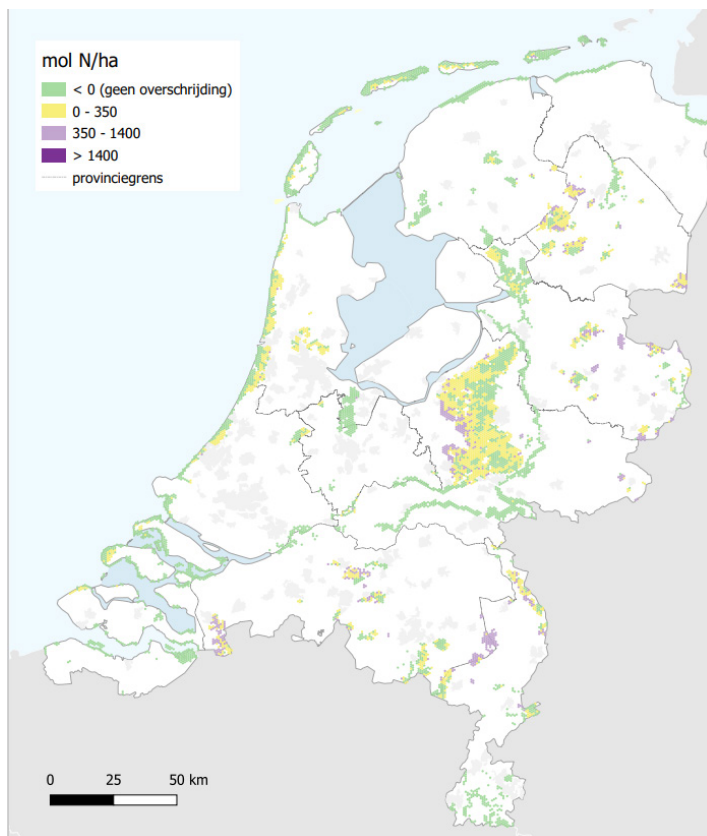 mol N/ha
< 0 (geen overschrijding)
0 - 350
350 - 1400
> 1400
provinciegrens
0 25 50 km